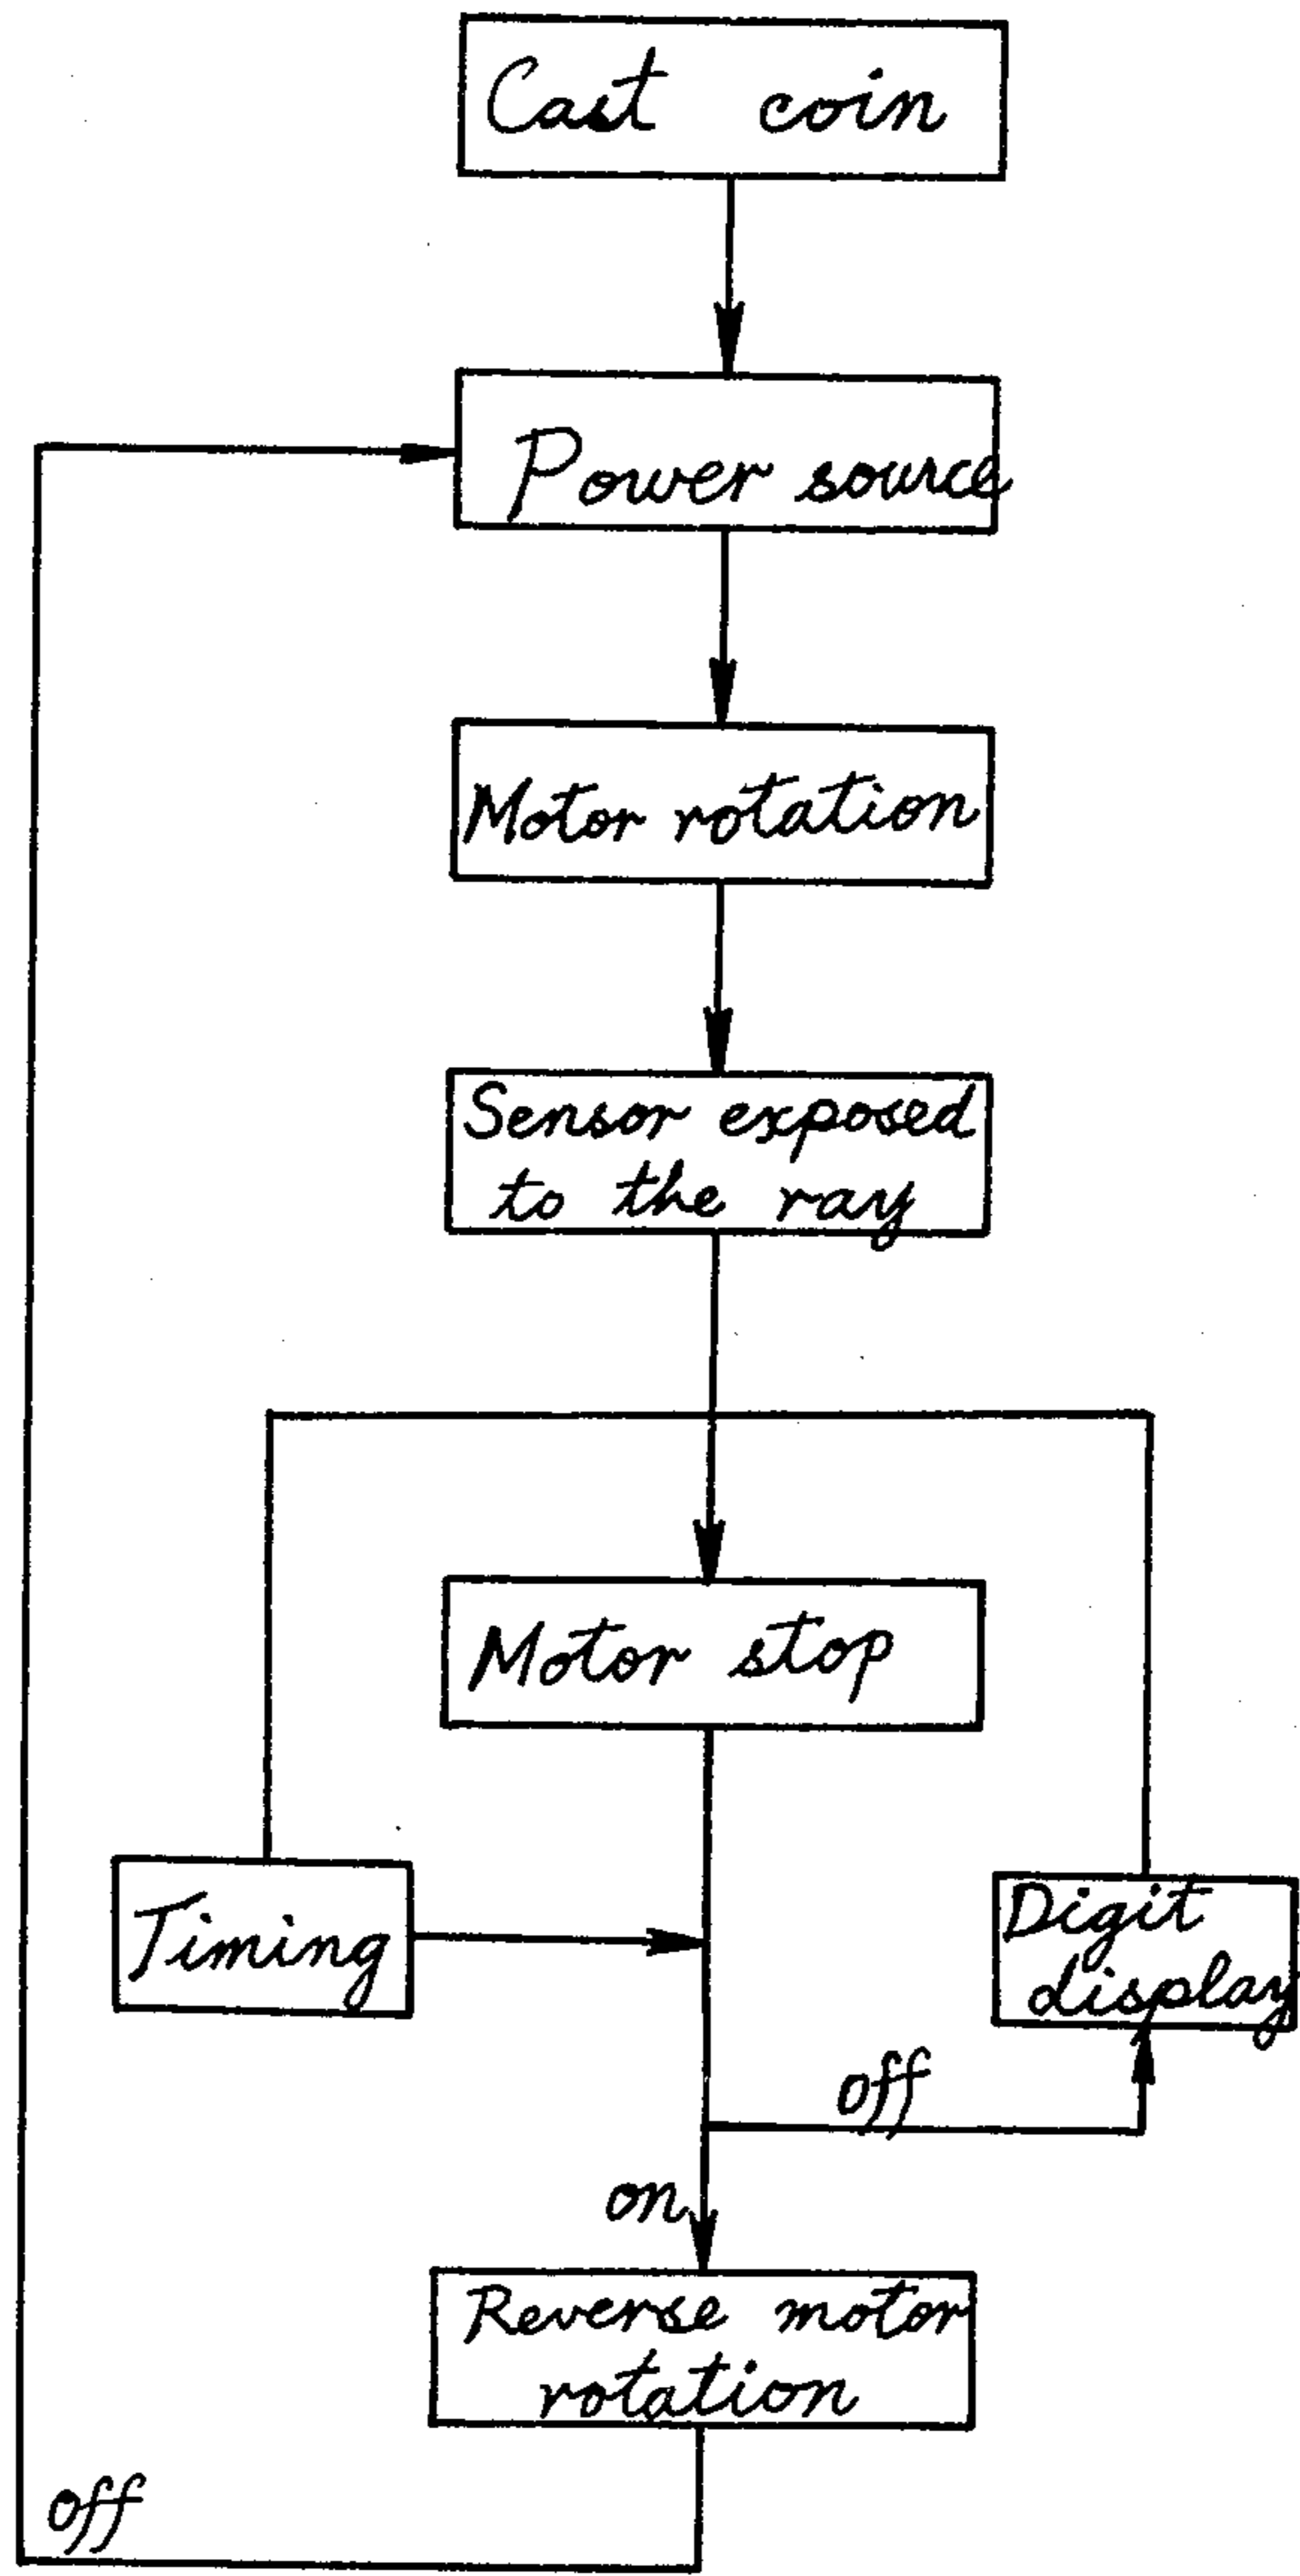 Cast coin
Power source
Motor rotation
Sensor exposed
to the ray
Motor stop
Timing
Digit
display
off
on
Reverse motor
rotation
off